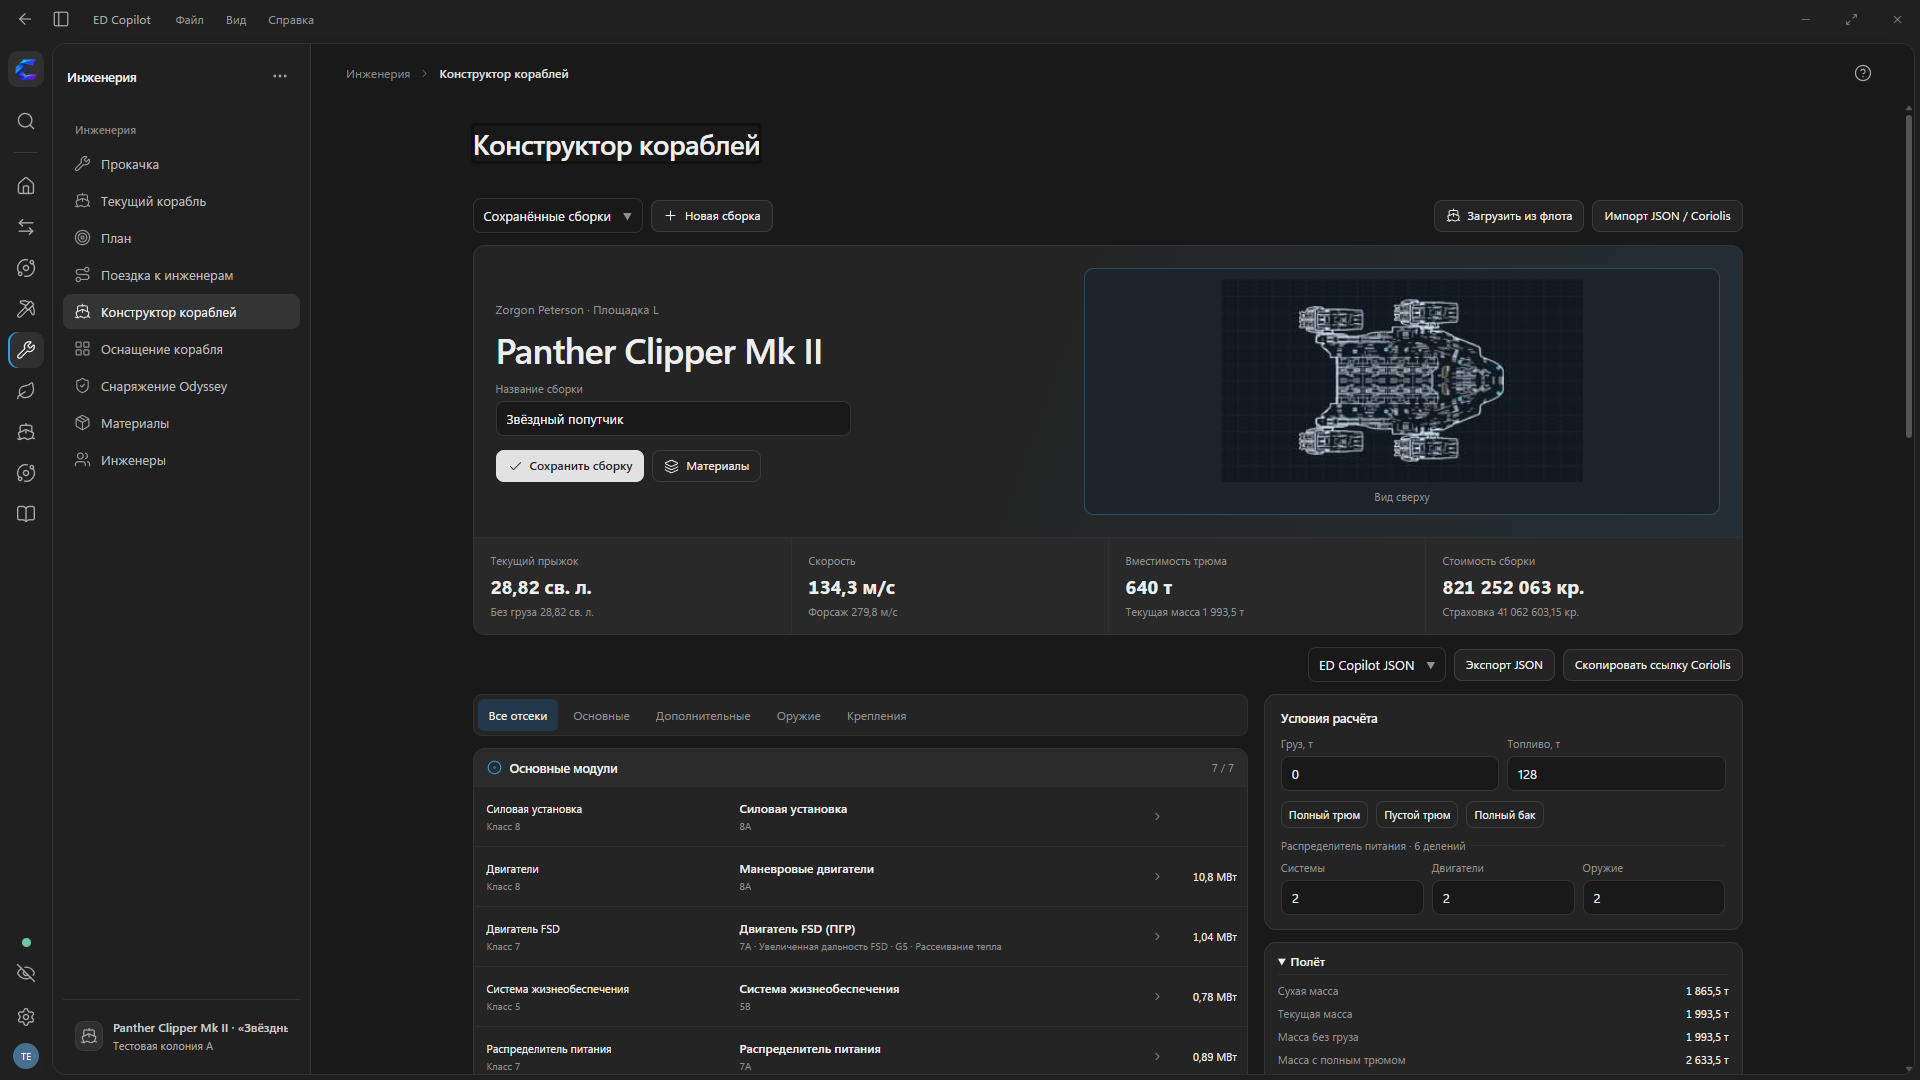 ED Copilot Файл Вид Справка
Инженерия
Инженерия
Прокачка
Текущий корабль
План
Поездка к инженерам
Конструктор кораблей
Оснащение корабля
Снаряжение Odyssey
Материалы
Инженеры
Panther Clipper Mk II · «Звёздны
Тестовая колония A
TE
Инженерия > Конструктор кораблей
Конструктор кораблей
Сохранённые сборки
Новая сборка
Загрузить из флота
Импорт JSON / Coriolis
Zorgon Peterson · Площадка L
Panther Clipper Mk II
Название сборки
Звёздный попутчик
Сохранить сборку
Материалы
Вид сверху
Текущий прыжок
28,82 св. л.
Без груза 28,82 св. л.
Скорость
134,3 м/с
Форсаж 279,8 м/с
Вместимость трюма
640 т
Текущая масса 1 993,5 т
Стоимость сборки
821 252 063 кр.
Страховка 41 062 603,15 кр.
ED Copilot JSON
Экспорт JSON
Скопировать ссылку Coriolis
Все отсеки Основные Дополнительные Оружие Крепления
Основные модули 7 / 7
Силовая установка
Класс 8
Силовая установка
8A
Двигатели
Класс 8
Маневровые двигатели
8A
10,8 МВт
Двигатель FSD
Класс 7
Двигатель FSD (ПГР)
7A · Увеличенная дальность FSD · G5 · Рассеивание тепла
1,04 МВт
Система жизнеобеспечения
Класс 5
Система жизнеобеспечения
5B
0,78 МВт
Распределитель питания
Класс 7
Распределитель питания
7A
0,89 МВт
Условия расчёта
Груз, т
0
Топливо, т
128
Полный трюм
Пустой трюм
Полный бак
Распределитель питания · 6 делений
Системы
2
Двигатели
2
Оружие
2
Полёт
Сухая масса 1 865,5 т
Текущая масса 1 993,5 т
Масса без груза 1 993,5 т
Масса с полным трюмом 2 633,5 т